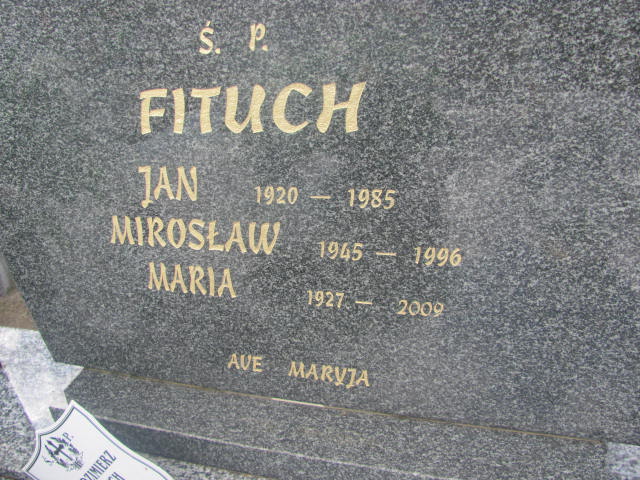 Ś. P.
FITUCH
JAN 1920 — 1985
MIROSŁAW 1945 — 1996
MARIA 1927 — 2009
AVE MARYJA
P.